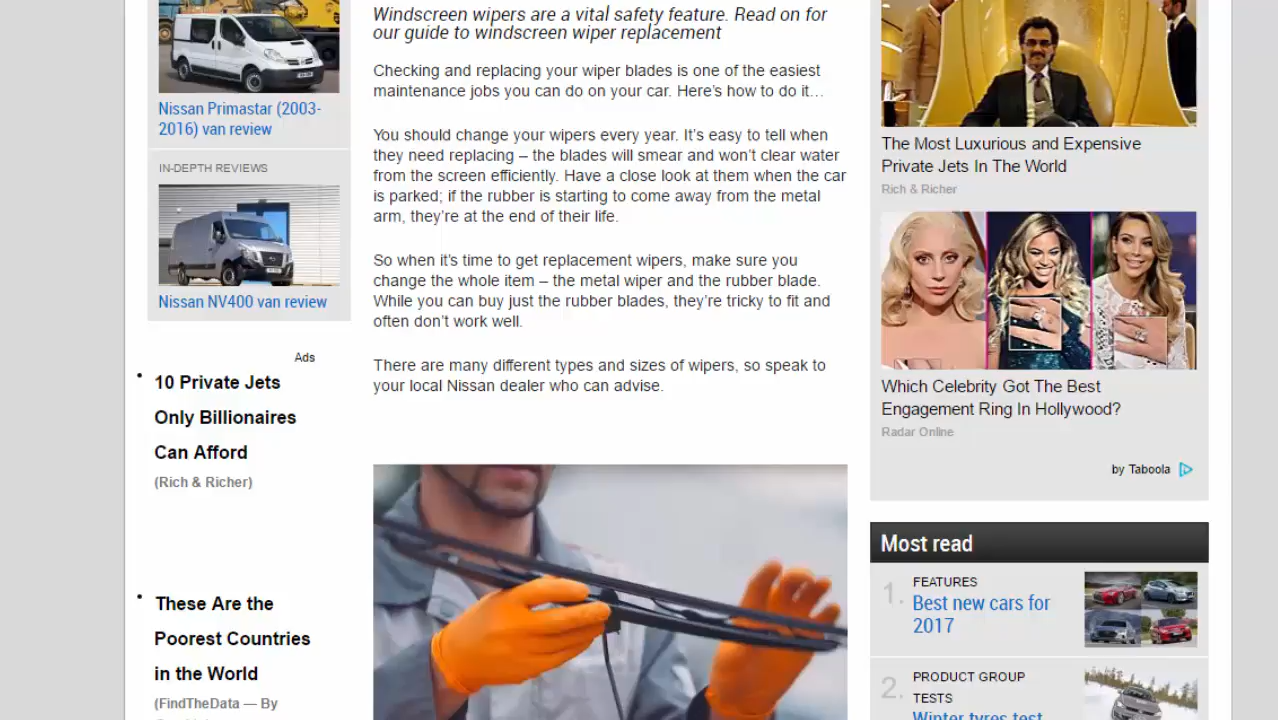 Nissan Primastar (2003-
2016) van review
IN-DEPTH REVIEWS
Nissan NV400 van review
Ads
10 Private Jets
Only Billionaires
Can Afford
(Rich & Richer)
These Are the
Poorest Countries
in the World
(FindTheData — By
Windscreen wipers are a vital safety feature. Read on for
our guide to windscreen wiper replacement
Checking and replacing your wiper blades is one of the easiest
maintenance jobs you can do on your car. Here's how to do it…
You should change your wipers every year. It's easy to tell when
they need replacing – the blades will smear and won't clear water
from the screen efficiently. Have a close look at them when the car
is parked; if the rubber is starting to come away from the metal
arm, they're at the end of their life.
So when it's time to get replacement wipers, make sure you
change the whole item – the metal wiper and the rubber blade.
While you can buy just the rubber blades, they're tricky to fit and
often don't work well.
There are many different types and sizes of wipers, so speak to
your local Nissan dealer who can advise.
The Most Luxurious and Expensive
Private Jets In The World
Rich & Richer
Which Celebrity Got The Best
Engagement Ring In Hollywood?
Radar Online
by Taboola
Most read
1. FEATURES
Best new cars for
2017
2. PRODUCT GROUP
TESTS
Winter tyres test